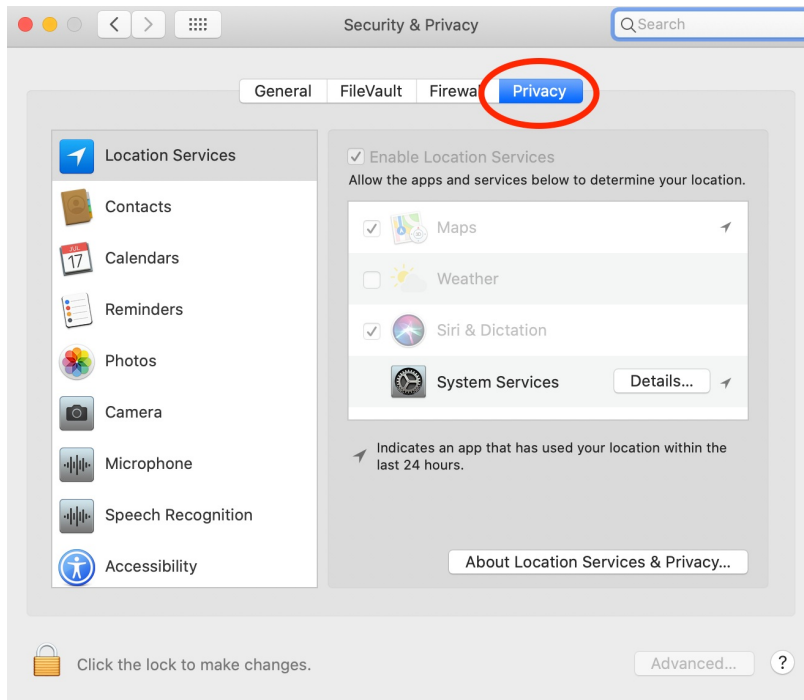 Security & Privacy
Search
General
FileVault
Firewall
Privacy
Location Services
Contacts
JUL
17
Calendars
Reminders
Photos
Camera
Microphone
Speech Recognition
Accessibility
Enable Location Services
Allow the apps and services below to determine your location.
Maps
Weather
Siri & Dictation
System Services
Details...
Indicates an app that has used your location within the
last 24 hours.
About Location Services & Privacy...
Click the lock to make changes.
Advanced...
?